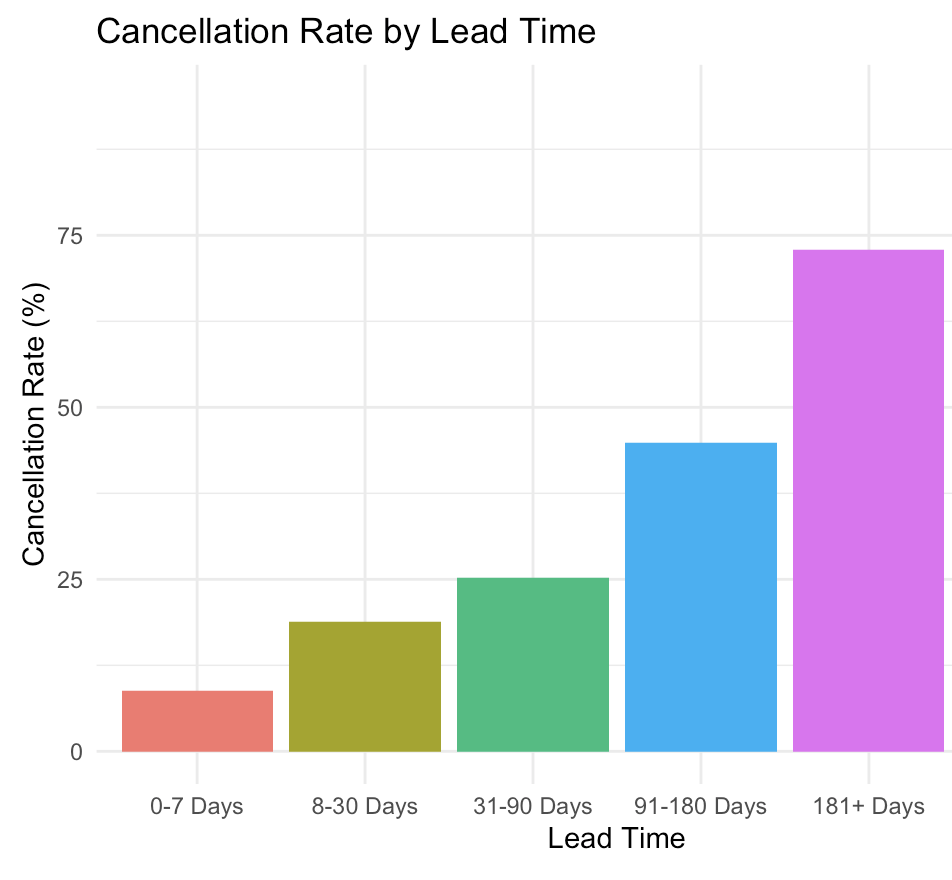 Cancellation Rate by Lead Time
Cancellation Rate (%)
75
50
25
0
0-7 Days
8-30 Days
31-90 Days
91-180 Days
181+ Days
Lead Time